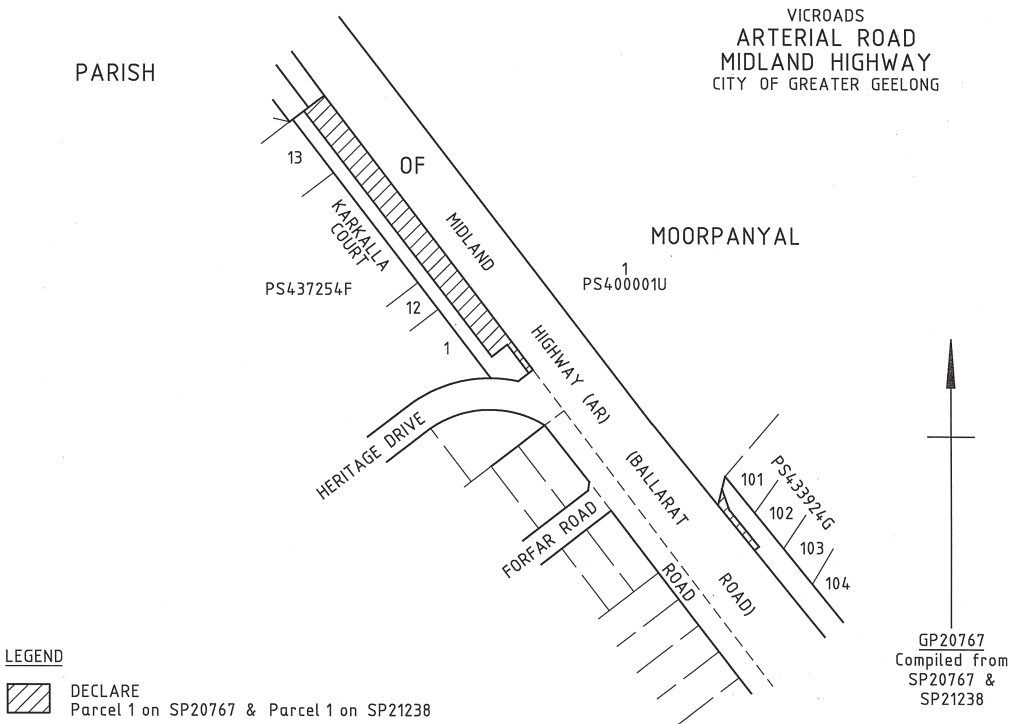 VICROADS
ARTERIAL ROAD
MIDLAND HIGHWAY
CITY OF GREATER GEELONG
PARISH
OF
MOORPANYAL
13
KARKALLA
COURT
MIDLAND
1
PS400001U
PS437254F
12
1
HIGHWAY (AR)
HERITAGE DRIVE
(BALLARAT
ROAD)
FORFAR ROAD
ROAD
101
PS433924G
102
103
104
GP20767
Compiled from
SP20767 &
SP21238
LEGEND
DECLARE
Parcel 1 on SP20767 & Parcel 1 on SP21238